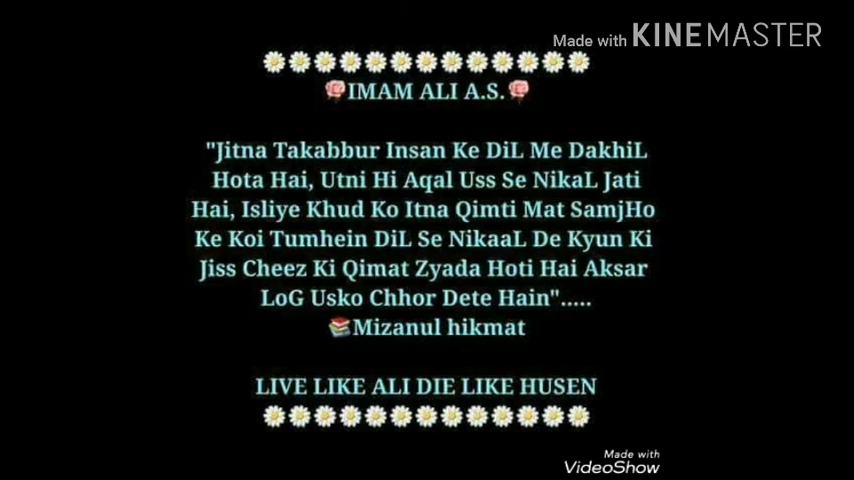 Made with KINEMASTER
IMAM ALI A.S.
"Jitna Takabbur Insan Ke DiL Me DakhiL
Hota Hai, Utni Hi Aqal Uss Se NikaL Jati
Hai, Isliye Khud Ko Itna Qimti Mat SamjHo
Ke Koi Tumhein DiL Se NikaaL De Kyun Ki
Jiss Cheez Ki Qimat Zyada Hoti Hai Aksar
LoG Usko Chhor Dete Hain".....
Mizanul hikmat
LIVE LIKE ALI DIE LIKE HUSEN
Made with
VideoShow